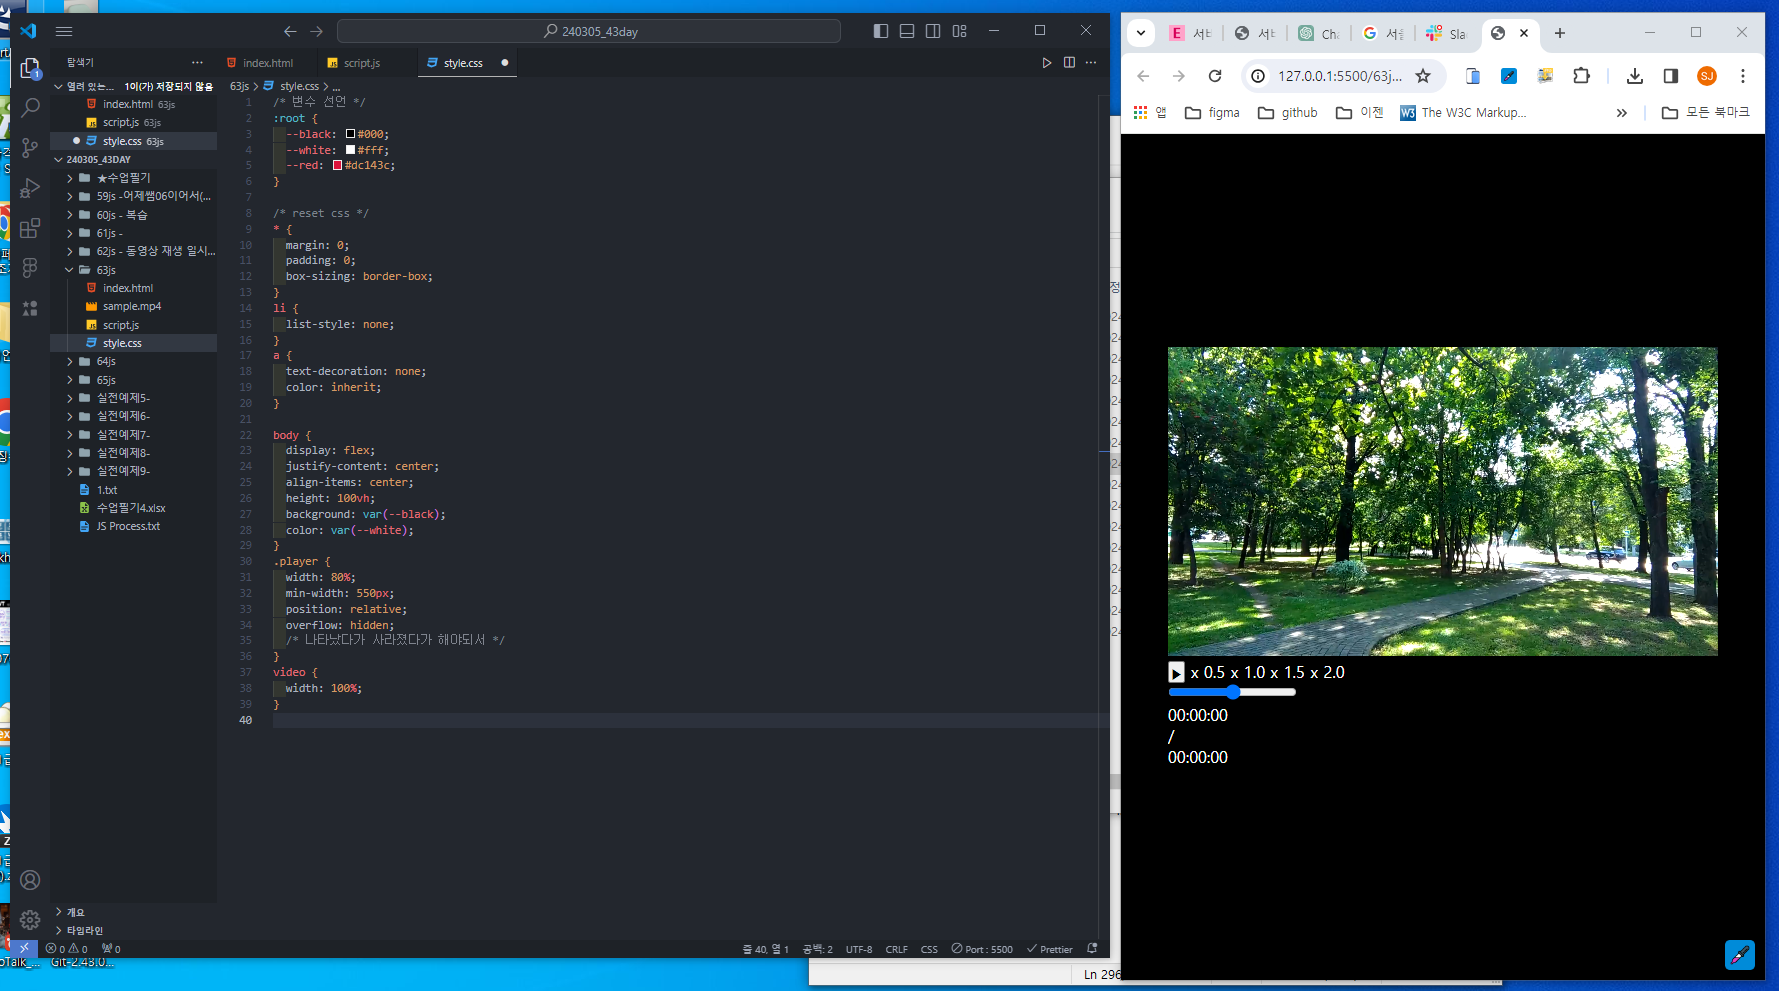 240305_43day
탐색기
index.html
script.js
style.css
열려 있는... 1이(가) 저장되지 않음
index.html 63js
script.js 63js
style.css 63js
240305_43DAY
★수업필기
59js -어제쌤06이어서(...
60js - 복습
61js -
62js - 동영상 재생 일시...
63js
index.html
sample.mp4
script.js
style.css
64js
65js
실전예제5-
실전예제6-
실전예제7-
실전예제8-
실전예제9-
1.txt
수업필기4.xlsx
JS Process.txt
개요
타임라인
63js > style.css > ...
1 /* 변수 선언 */
2 :root {
3 --black: #000;
4 --white: #fff;
5 --red: #dc143c;
6 }
7
8 /* reset css */
9 * {
10 margin: 0;
11 padding: 0;
12 box-sizing: border-box;
13 }
14 li {
15 list-style: none;
16 }
17 a {
18 text-decoration: none;
19 color: inherit;
20 }
21
22 body {
23 display: flex;
24 justify-content: center;
25 align-items: center;
26 height: 100vh;
27 background: var(--black);
28 color: var(--white);
29 }
30 .player {
31 width: 80%;
32 min-width: 550px;
33 position: relative;
34 overflow: hidden;
35 /* 나타났다가 사라졌다가 해야되서 */
36 }
37 video {
38 width: 100%;
39 }
40
0 0 0
줄 40, 열 1 공백: 2 UTF-8 CRLF CSS Port : 5500 Prettier
Git-2.43.0...
Ln 296
서비
서비
Cha
서울
Sla
127.0.0.1:5500/63j...
SJ
앱 figma github 이젠 The W3C Markup... » 모든 북마크
x 0.5 x 1.0 x 1.5 x 2.0
00:00:00
/
00:00:00